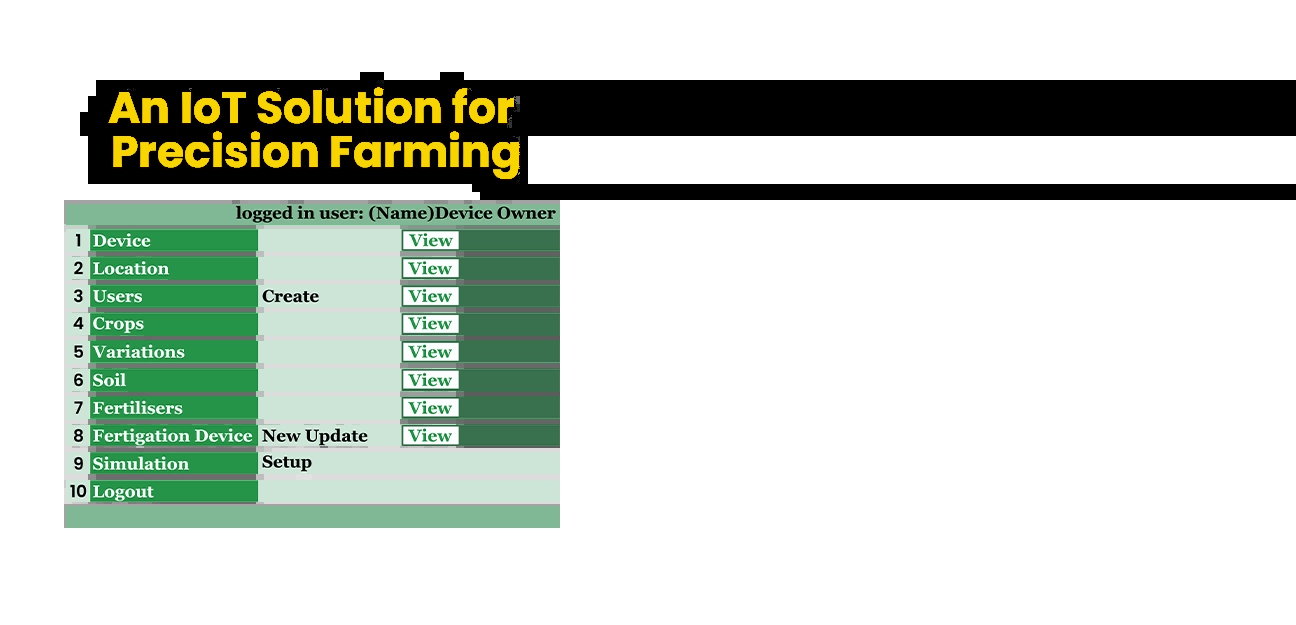 An IoT Solution for
Precision Farming
logged in user: (Name)Device Owner
1 Device View
2 Location View
3 Users Create View
4 Crops View
5 Variations View
6 Soil View
7 Fertilisers View
8 Fertigation Device New Update View
9 Simulation Setup
10 Logout